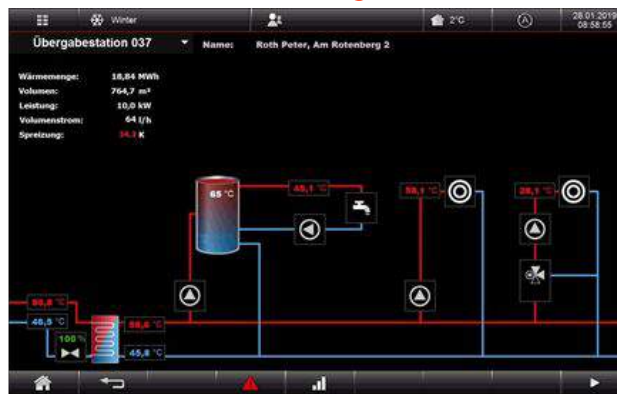 Winter
2°C
28.01.2019
08:58:55
Übergabestation 037
Name: Roth Peter, Am Rotenberg 2
Wärmemenge: 18,84 MWh
Volumen: 764,7 m³
Leistung: 10,0 kW
Volumenstrom: 64 l/h
Spreizung: K
65 °C
45,1 °C
58,1 °C
28,1 °C
°C
46,5 °C
100 %
°C
45,8 °C